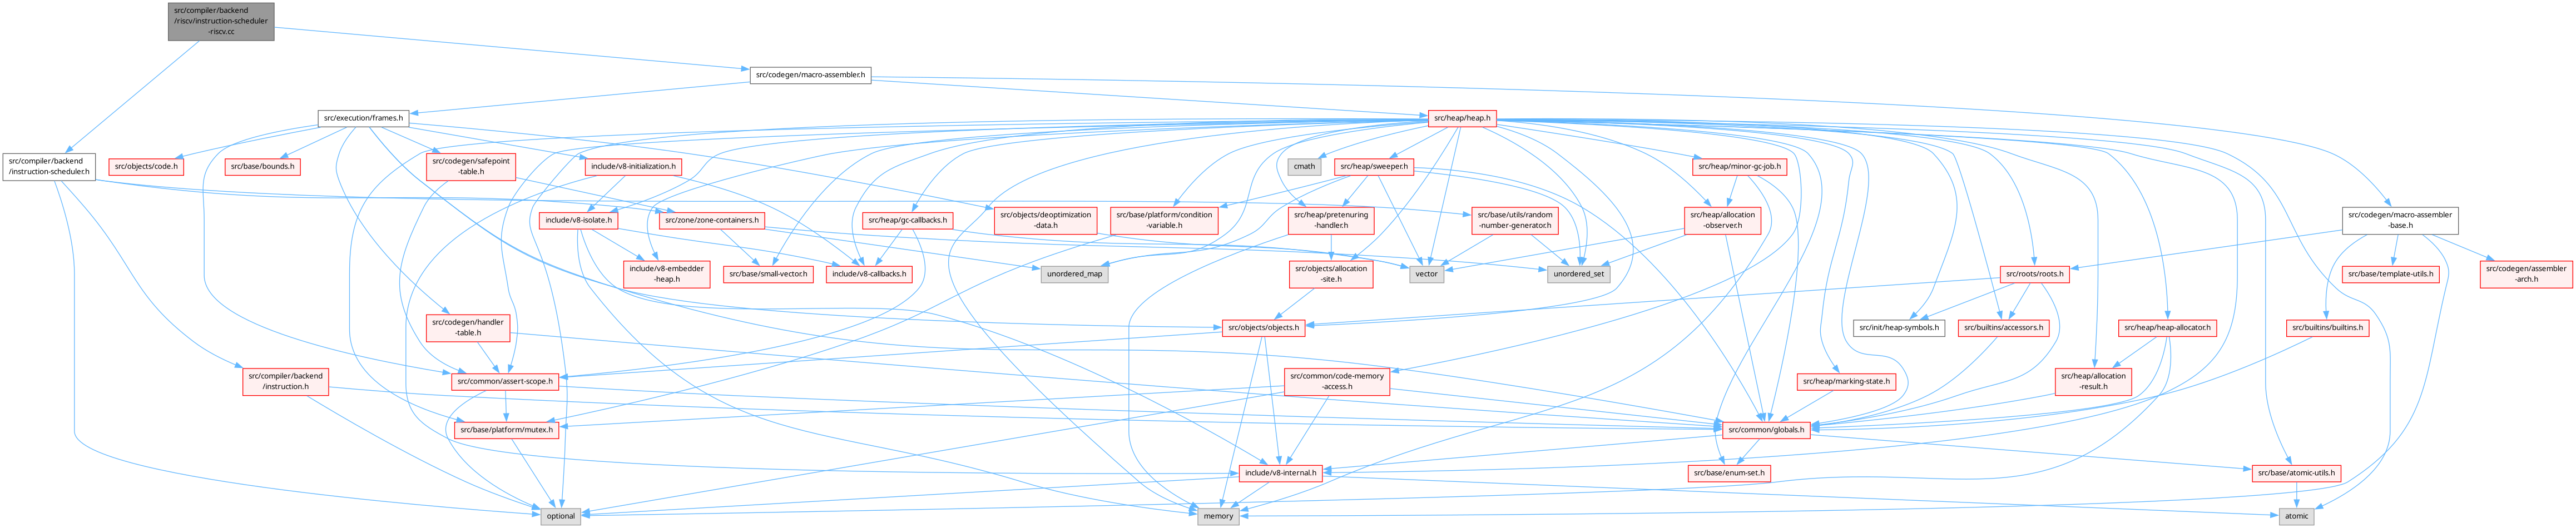 src/compiler/backend
/riscv/instruction-scheduler
-riscv.cc
src/codegen/macro-assembler.h
src/execution/frames.h
src/heap/heap.h
src/compiler/backend
/instruction-scheduler.h
src/objects/code.h
src/base/bounds.h
src/codegen/safepoint
-table.h
include/v8-initialization.h
cmath
src/heap/sweeper.h
src/heap/minor-gc-job.h
include/v8-isolate.h
src/zone/zone-containers.h
src/heap/gc-callbacks.h
src/objects/deoptimization
-data.h
src/base/platform/condition
-variable.h
src/heap/pretenuring
-handler.h
src/base/utils/random
-number-generator.h
src/heap/allocation
-observer.h
src/codegen/macro-assembler
-base.h
include/v8-embedder
-heap.h
src/base/small-vector.h
include/v8-callbacks.h
unordered_map
src/objects/allocation
-site.h
vector
unordered_set
src/roots/roots.h
src/base/template-utils.h
src/codegen/assembler
-arch.h
src/codegen/handler
-table.h
src/objects/objects.h
src/init/heap-symbols.h
src/builtins/accessors.h
src/heap/heap-allocator.h
src/builtins/builtins.h
src/compiler/backend
/instruction.h
src/common/assert-scope.h
src/common/code-memory
-access.h
src/heap/marking-state.h
src/heap/allocation
-result.h
src/base/platform/mutex.h
src/common/globals.h
include/v8-internal.h
src/base/enum-set.h
src/base/atomic-utils.h
optional
memory
atomic